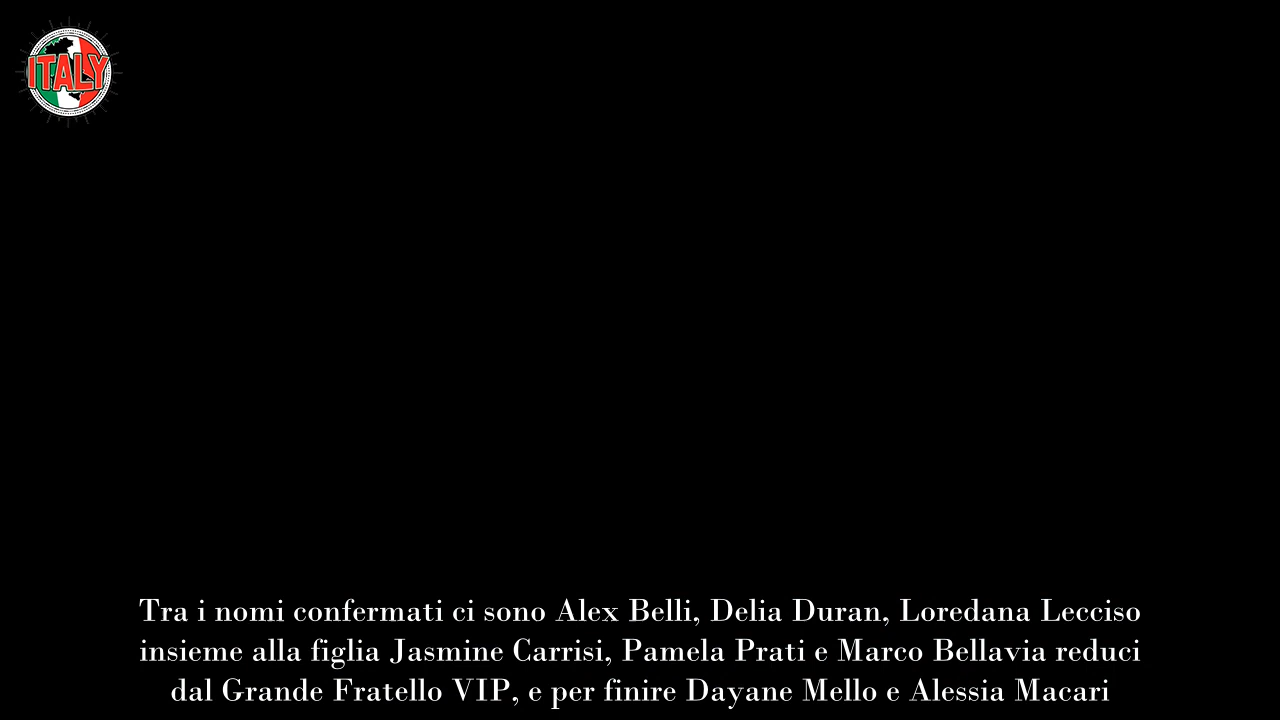 ITALY
Tra i nomi confermati ci sono Alex Belli, Delia Duran, Loredana Lecciso
insieme alla figlia Jasmine Carrisi, Pamela Prati e Marco Bellavia reduci
dal Grande Fratello VIP, e per finire Dayane Mello e Alessia Macari